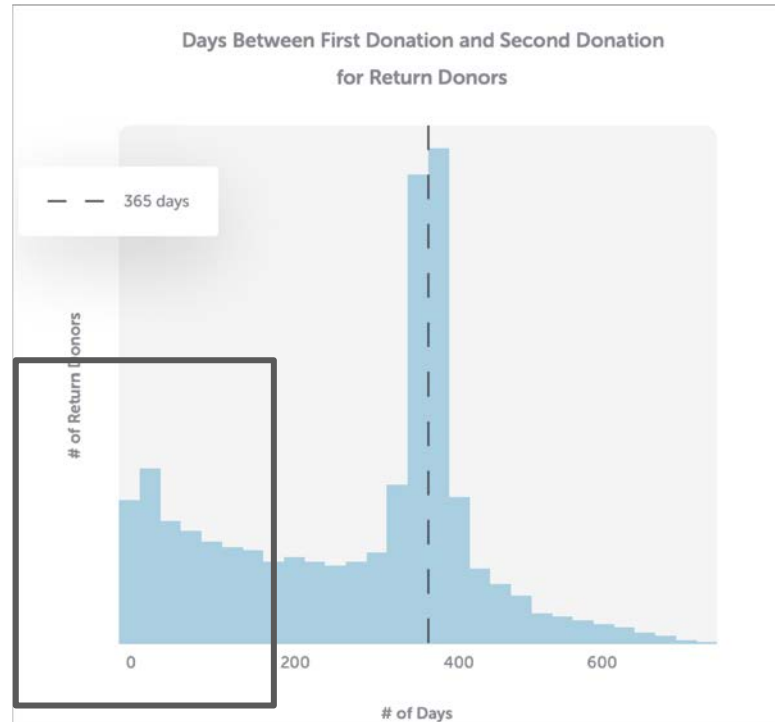 Days Between First Donation and Second Donation
for Return Donors
365 days
# of Return Donors
0
200
400
600
# of Days